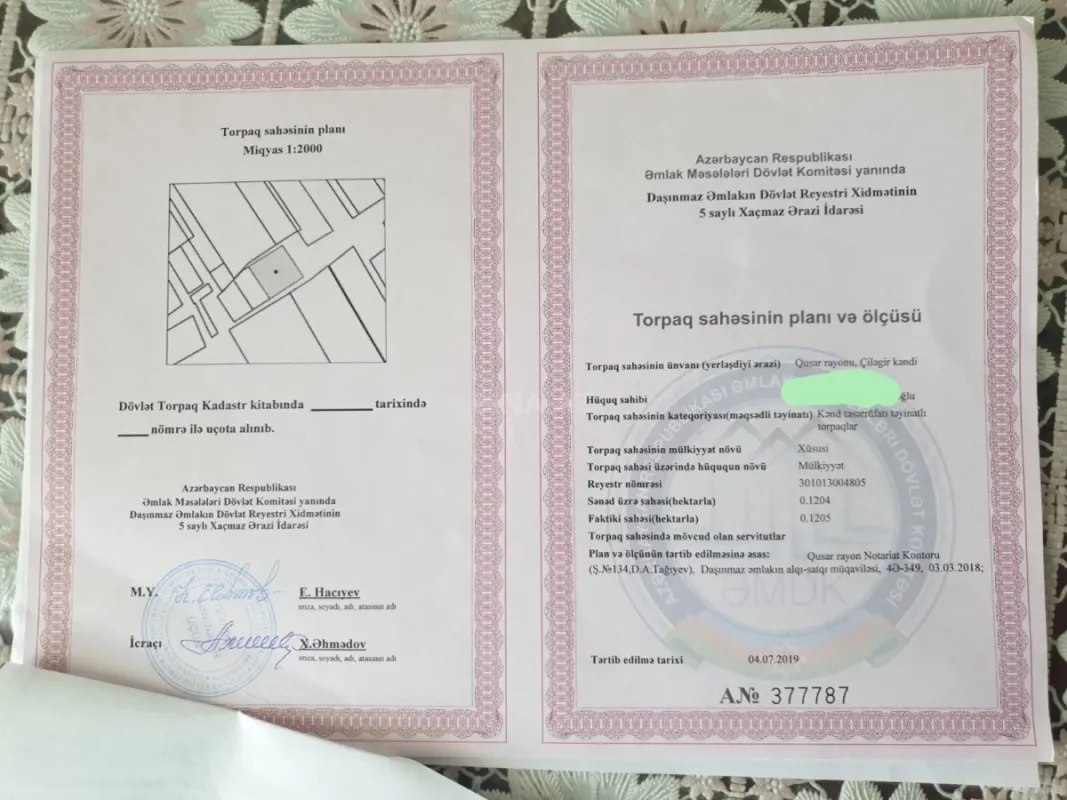 Torpaq sahəsinin planı
Miqyas 1:2000
Dövlət Torpaq Kadastr kitabında ________ tarixində
____ nömrə ilə uçota alınıb.
Azərbaycan Respublikası
Əmlak Məsələləri Dövlət Komitəsi yanında
Daşınmaz Əmlakın Dövlət Reyestri Xidmətinin
5 saylı Xaçmaz Ərazi İdarəsi
M.Y.
E. Hacıyev
imza, soyadı, adı, atasının adı
İcraçı
X.Əhmədov
imza, soyadı, adı, atasının adı
Azərbaycan Respublikası
Əmlak Məsələləri Dövlət Komitəsi yanında
Daşınmaz Əmlakın Dövlət Reyestri Xidmətinin
5 saylı Xaçmaz Ərazi İdarəsi
Torpaq sahəsinin planı və ölçüsü
Torpaq sahəsinin ünvanı (yerləşdiyi ərazi) Qusar rayonu, Çiləgir kəndi
Hüquq sahibi oğlu
Torpaq sahəsinin kateqoriyası(məqsədli təyinatı) Kənd təsərrüfatı təyinatlı
torpaqlar
Torpaq sahəsinin mülkiyyət növü Xüsusi
Torpaq sahəsi üzərində hüququn növü Mülkiyyət
Reyestr nömrəsi 301013004805
Sənəd üzrə sahəsi(hektarla) 0.1204
Faktiki sahəsi(hektarla) 0.1205
Torpaq sahəsində mövcud olan servitutlar
Plan və ölçünün tərtib edilməsinə əsas: Qusar rayon Notariat Kontoru
(Ş.№134,D.A.Tağıyev), Daşınmaz əmlakın alqı-satqı müqaviləsi, 4Ə-349, 03.03.2018;
ƏMDK
Tərtib edilmə tarixi 04.07.2019
A.№ 377787